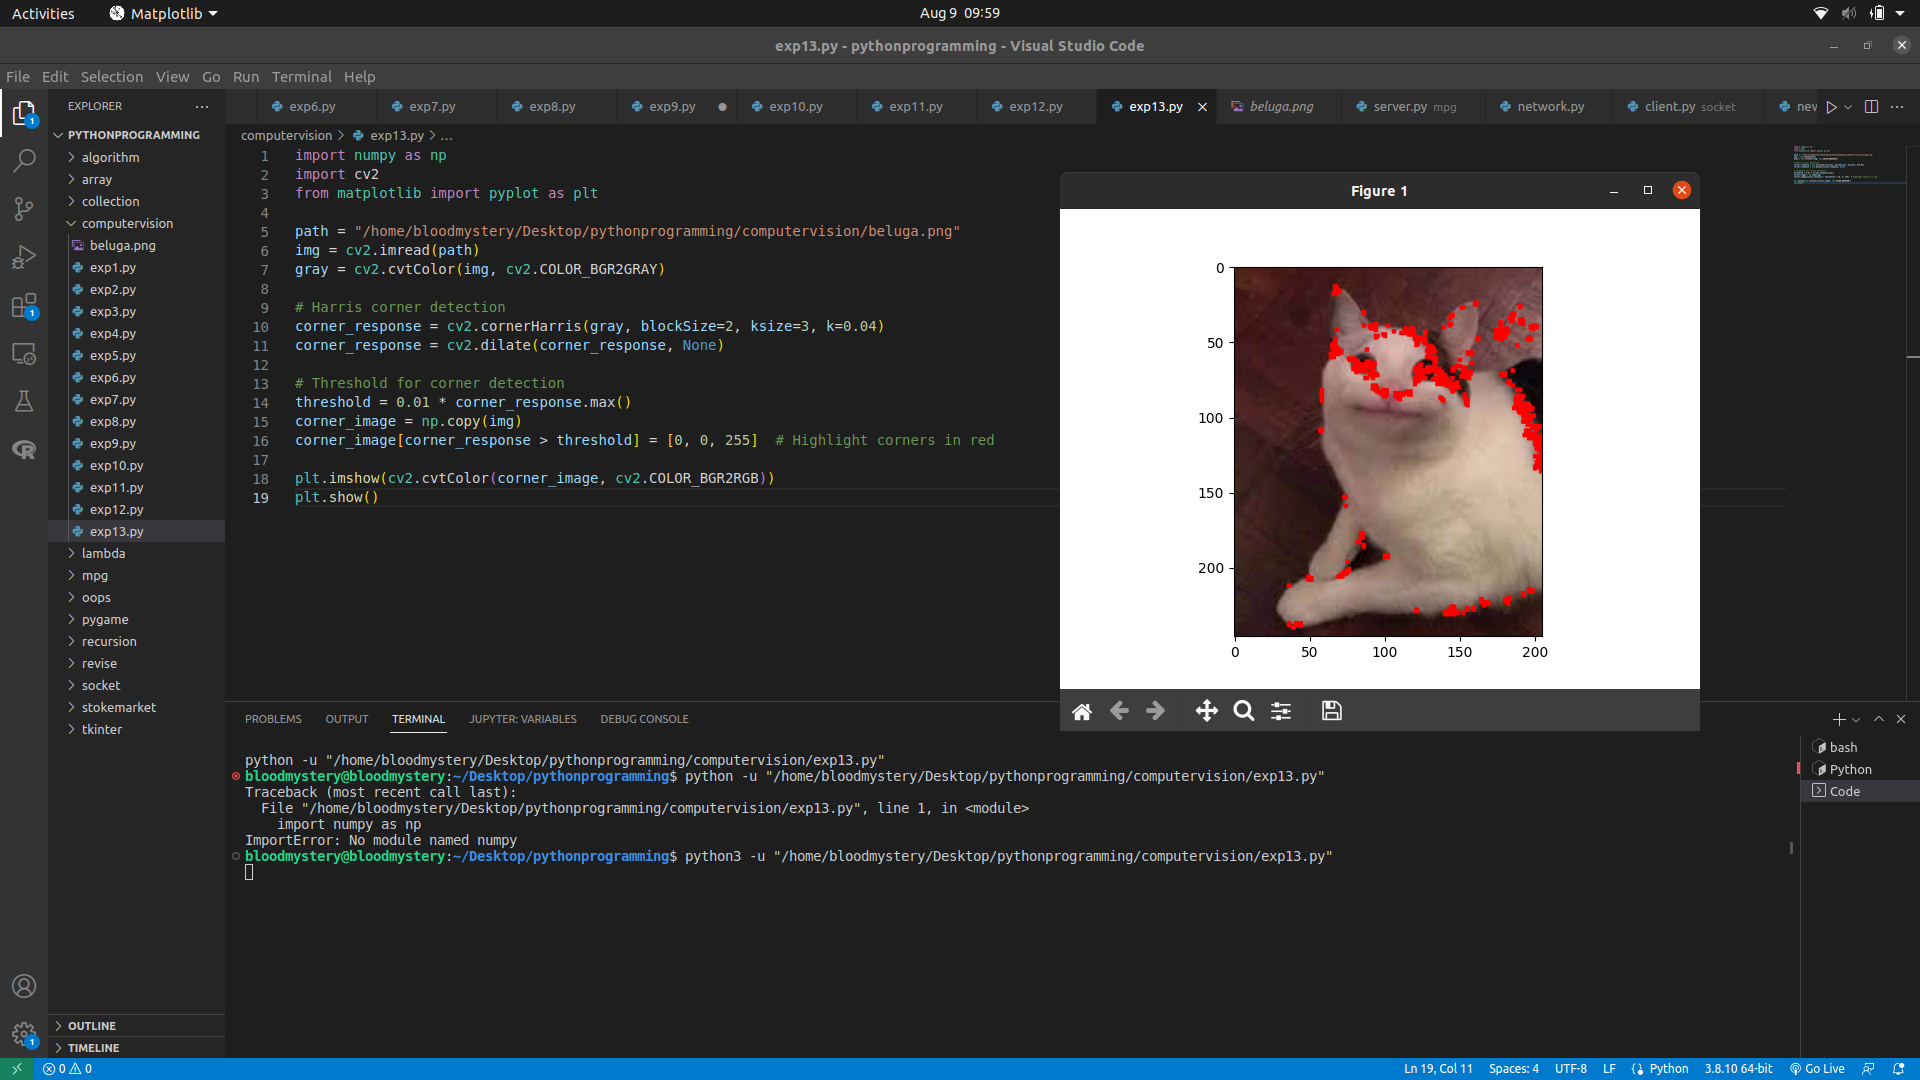 Activities
Matplotlib
Aug 9 09:59
exp13.py - pythonprogramming - Visual Studio Code
File Edit Selection View Go Run Terminal Help
EXPLORER
exp6.py exp7.py exp8.py exp9.py exp10.py exp11.py exp12.py exp13.py beluga.png server.py mpg network.py client.py socket nev
PYTHONPROGRAMMING
algorithm
array
collection
computervision
beluga.png
exp1.py
exp2.py
exp3.py
exp4.py
exp5.py
exp6.py
exp7.py
exp8.py
exp9.py
exp10.py
exp11.py
exp12.py
exp13.py
lambda
mpg
oops
pygame
recursion
revise
socket
stokemarket
tkinter
OUTLINE
TIMELINE
computervision > exp13.py > ...
1 import numpy as np
2 import cv2
3 from matplotlib import pyplot as plt
4
5 path = "/home/bloodmystery/Desktop/pythonprogramming/computervision/beluga.png"
6 img = cv2.imread(path)
7 gray = cv2.cvtColor(img, cv2.COLOR_BGR2GRAY)
8
9 # Harris corner detection
10 corner_response = cv2.cornerHarris(gray, blockSize=2, ksize=3, k=0.04)
11 corner_response = cv2.dilate(corner_response, None)
12
13 # Threshold for corner detection
14 threshold = 0.01 * corner_response.max()
15 corner_image = np.copy(img)
16 corner_image[corner_response > threshold] = [0, 0, 255]  # Highlight corners in red
17
18 plt.imshow(cv2.cvtColor(corner_image, cv2.COLOR_BGR2RGB))
19 plt.show()
Figure 1
0
50
100
150
200
0 50 100 150 200
PROBLEMS OUTPUT TERMINAL JUPYTER: VARIABLES DEBUG CONSOLE
python -u "/home/bloodmystery/Desktop/pythonprogramming/computervision/exp13.py"
bloodmystery@bloodmystery:~/Desktop/pythonprogramming$ python -u "/home/bloodmystery/Desktop/pythonprogramming/computervision/exp13.py"
Traceback (most recent call last):
File "/home/bloodmystery/Desktop/pythonprogramming/computervision/exp13.py", line 1, in <module>
import numpy as np
ImportError: No module named numpy
bloodmystery@bloodmystery:~/Desktop/pythonprogramming$ python3 -u "/home/bloodmystery/Desktop/pythonprogramming/computervision/exp13.py"
bash
Python
Code
1
1
1
0 0
Ln 19, Col 11 Spaces: 4 UTF-8 LF Python 3.8.10 64-bit Go Live